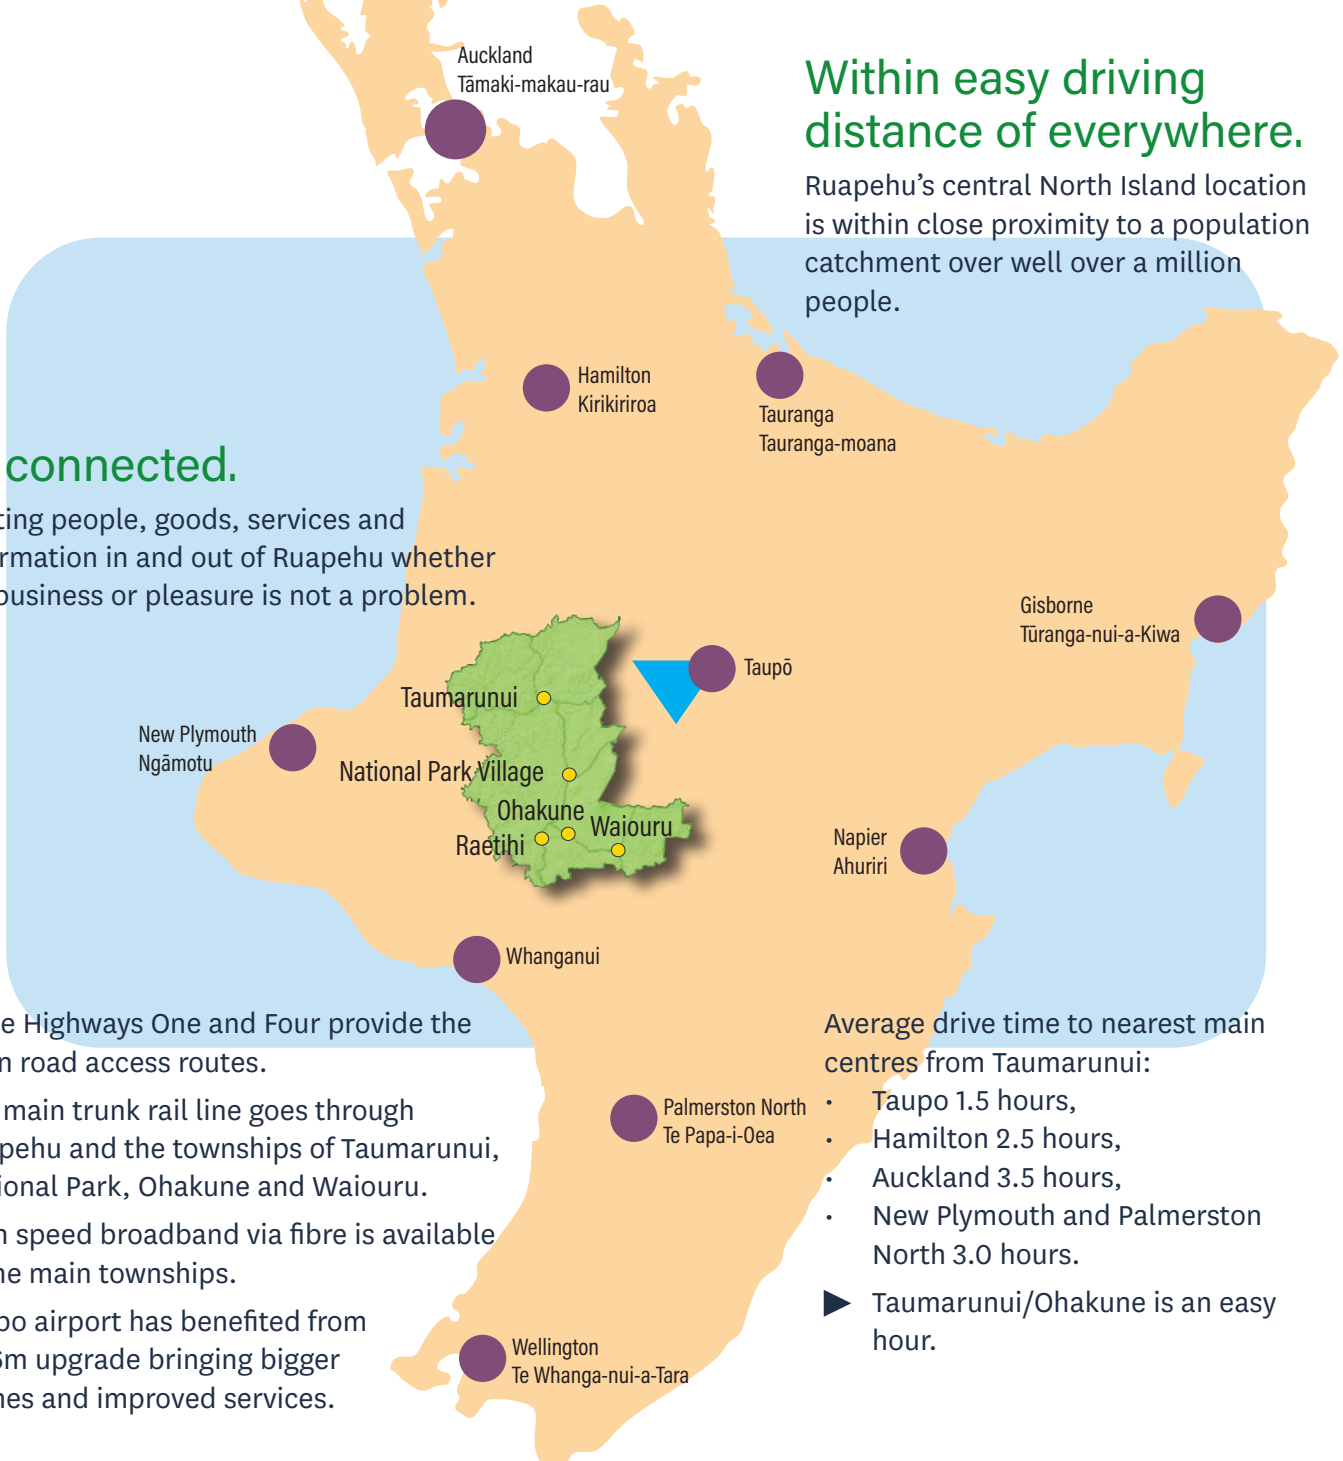 Auckland
Tāmaki-makau-rau
Within easy driving
distance of everywhere.
Ruapehu's central North Island location
is within close proximity to a population
catchment over well over a million
people.
Hamilton
Kirikiriroa
Tauranga
Tauranga-moana
connected.
ting people, goods, services and
rmation in and out of Ruapehu whether
business or pleasure is not a problem.
Gisborne
Tūranga-nui-a-Kiwa
Taupō
Taumarunui
New Plymouth
Ngāmotu
National Park Village
Ohakune
Waiouru
Raetihi
Napier
Ahuriri
Whanganui
e Highways One and Four provide the
n road access routes.
main trunk rail line goes through
pehu and the townships of Taumarunui,
ional Park, Ohakune and Waiouru.
n speed broadband via fibre is available
ne main townships.
po airport has benefited from
6m upgrade bringing bigger
nes and improved services.
Palmerston North
Te Papa-i-Oea
Wellington
Te Whanga-nui-a-Tara
Average drive time to nearest main
centres from Taumarunui:
• Taupo 1.5 hours,
• Hamilton 2.5 hours,
• Auckland 3.5 hours,
• New Plymouth and Palmerston
North 3.0 hours.
► Taumarunui/Ohakune is an easy
hour.